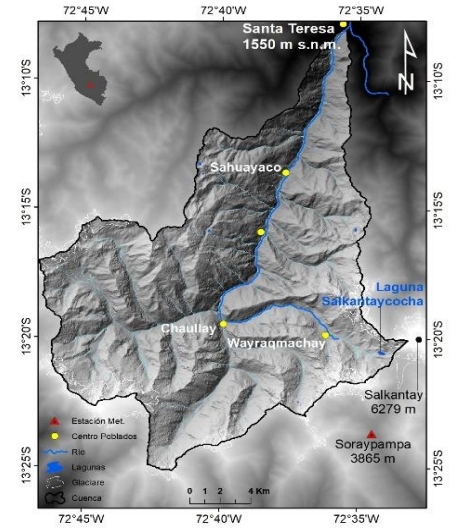 72°45'W 72°40'W 72°35'W
Santa Teresa
1550 m s.n.m.
N
13°10'S 13°10'S
Sahuayaco
13°15'S 13°15'S
Laguna
Salkantaycocha
Chaullay
Wayraqmachay
13°20'S 13°20'S
Salkantay
6279 m
Soraypampa
3865 m
Estación Met.
Centro Poblados
Rio
Lagunas
Glaciare
Cuenca
13°25'S 13°25'S
0 1 2 4 Km
72°45'W 72°40'W 72°35'W